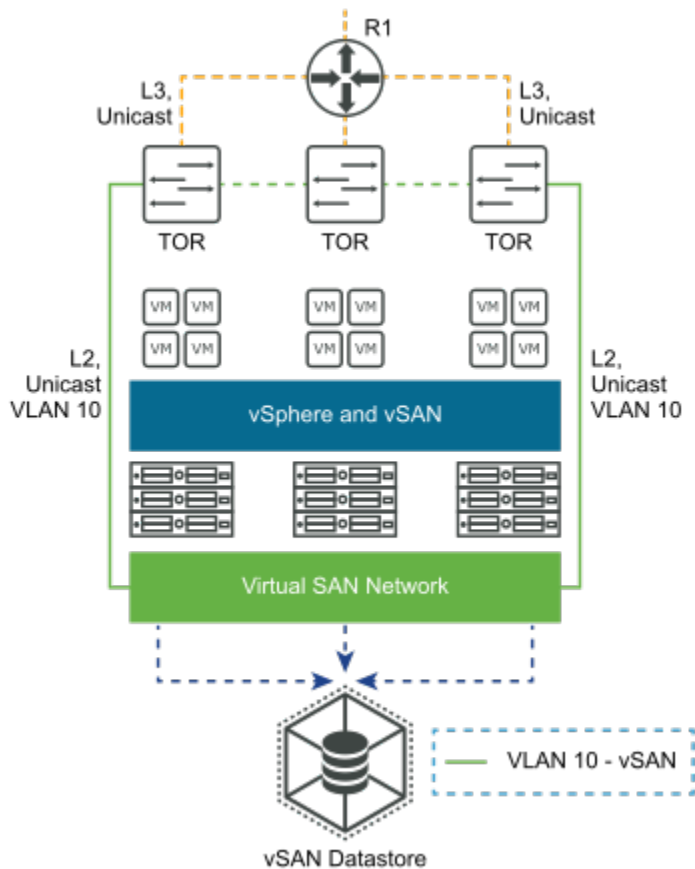 R1
L3,
Unicast
L3,
Unicast
TOR
TOR
TOR
VM VM
VM VM
VM VM
VM VM
VM VM
VM VM
L2,
Unicast
VLAN 10
L2,
Unicast
VLAN 10
vSphere and vSAN
Virtual SAN Network
VLAN 10 - vSAN
vSAN Datastore